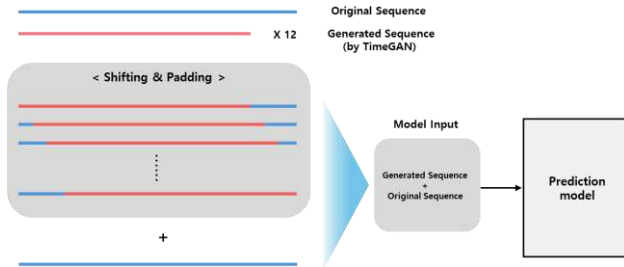 Original Sequence
X 12
Generated Sequence
(by TimeGAN)
< Shifting & Padding >
+
Model Input
Generated Sequence
+
Original Sequence
Prediction
model